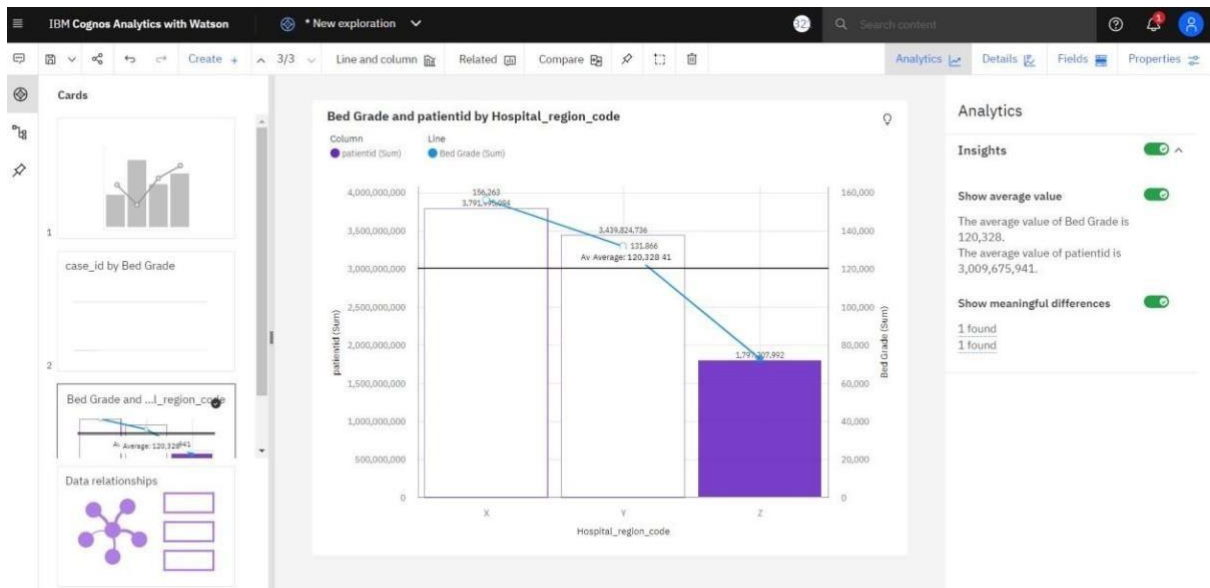 IBM Cognos Analytics with Watson
* New exploration
32
Search content
1
Create +
3/3
Line and column
Related
Compare
Analytics
Details
Fields
Properties
Cards
1
case_id by Bed Grade
2
Bed Grade and ...l_region_code
Average: 120,328
Data relationships
Bed Grade and patientid by Hospital_region_code
Column
Line
patientid (Sum)
Bed Grade (Sum)
patientid (Sum)
4,000,000,000
3,500,000,000
3,000,000,000
2,500,000,000
2,000,000,000
1,500,000,000
1,000,000,000
500,000,000
0
156,263
3,439,824,736
131,866
Av Average: 120,328 41
160,000
140,000
120,000
100,000
80,000
60,000
40,000
20,000
0
Bed Grade (Sum)
X
Y
Z
Hospital_region_code
Analytics
Insights
Show average value
The average value of Bed Grade is
120,328.
The average value of patientid is
3,009,675,941.
Show meaningful differences
1 found
1 found